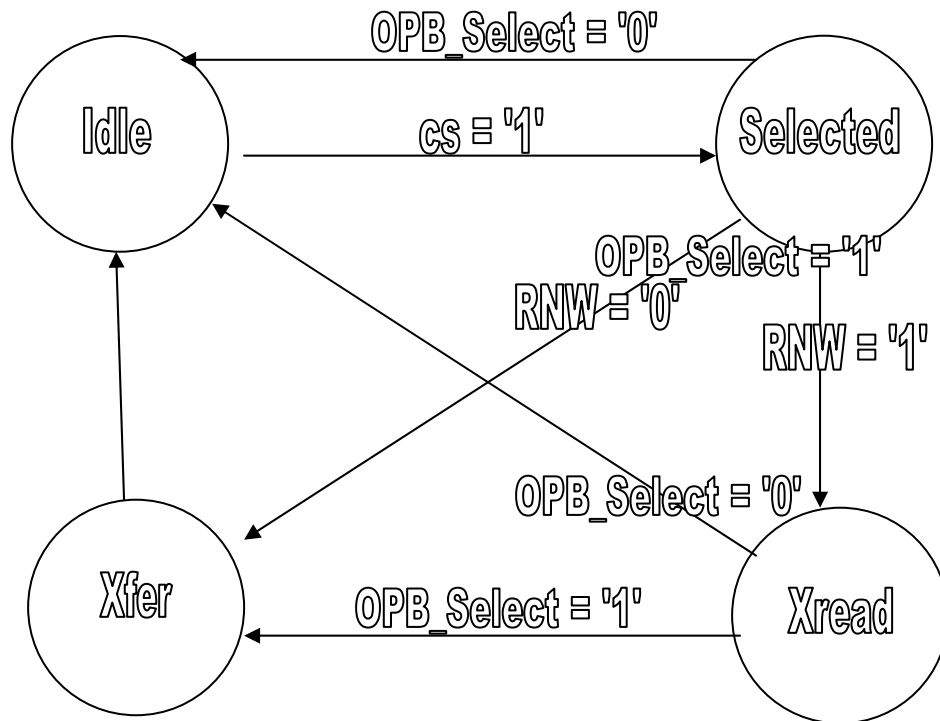 OPB_Select = '0'
Idle
cs = '1'
Selected
OPB_Select = '1'
RNW = '0'
RNW = '1'
OPB_Select = '0'
Xfer
OPB_Select = '1'
Xread